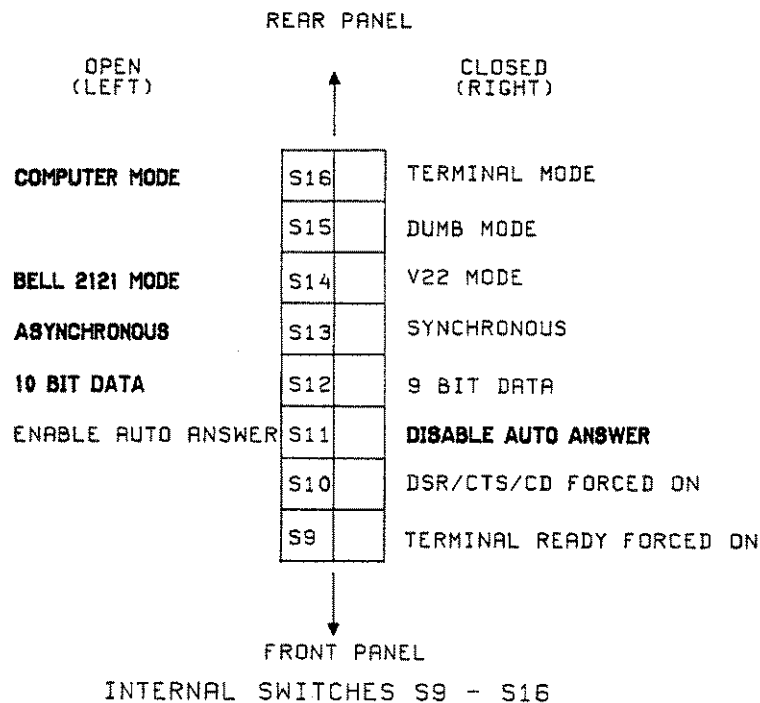 REAR PANEL
OPEN CLOSED
(LEFT) (RIGHT)
COMPUTER MODE S16 TERMINAL MODE
S15 DUMB MODE
BELL 2121 MODE S14 V22 MODE
ASYNCHRONOUS S13 SYNCHRONOUS
10 BIT DATA S12 9 BIT DATA
ENABLE AUTO ANSWER S11 DISABLE AUTO ANSWER
S10 DSR/CTS/CD FORCED ON
S9 TERMINAL READY FORCED ON
FRONT PANEL
INTERNAL SWITCHES S9 - S16